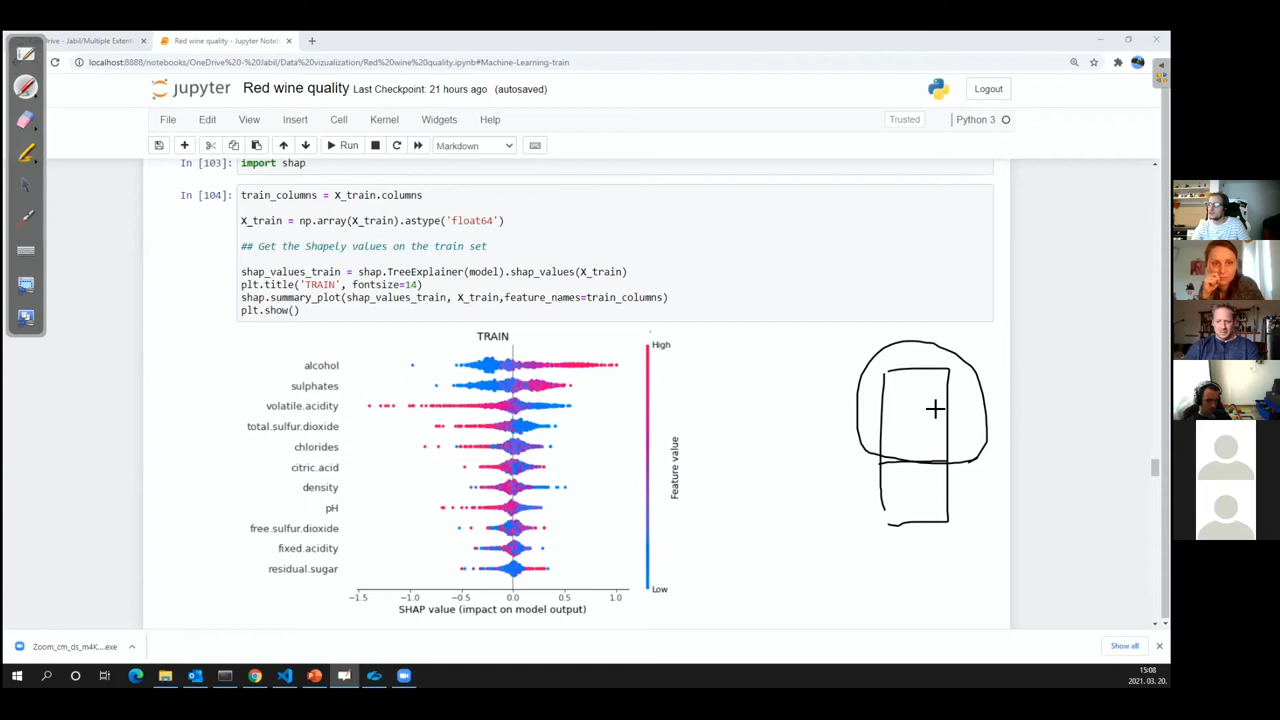 Drive - Jabil/Multiple Extent
Red wine quality - Jupyter Noteb
localhost:8888/notebooks/OneDrive%20-%20Jabil/Data%20vizualization/Red%20wine%20quality.ipynb#Machine-Learning-train
jupyter Red wine quality Last Checkpoint: 21 hours ago (autosaved)
Logout
File Edit View Insert Cell Kernel Widgets Help
Trusted
Python 3
Run
Markdown
In [103]: import shap
In [104]: train_columns = X_train.columns
X_train = np.array(X_train).astype('float64')
## Get the Shapely values on the train set
shap_values_train = shap.TreeExplainer(model).shap_values(X_train)
plt.title('TRAIN', fontsize=14)
shap.summary_plot(shap_values_train, X_train,feature_names=train_columns)
plt.show()
TRAIN
High
alcohol
sulphates
volatile.acidity
total.sulfur.dioxide
chlorides
citric.acid
density
pH
free.sulfur.dioxide
fixed.acidity
residual.sugar
Feature value
Low
−1.5 −1.0 −0.5 0.0 0.5 1.0
SHAP value (impact on model output)
Zoom_cm_ds_m4K....exe
Show all
15:08
2021. 03. 20.